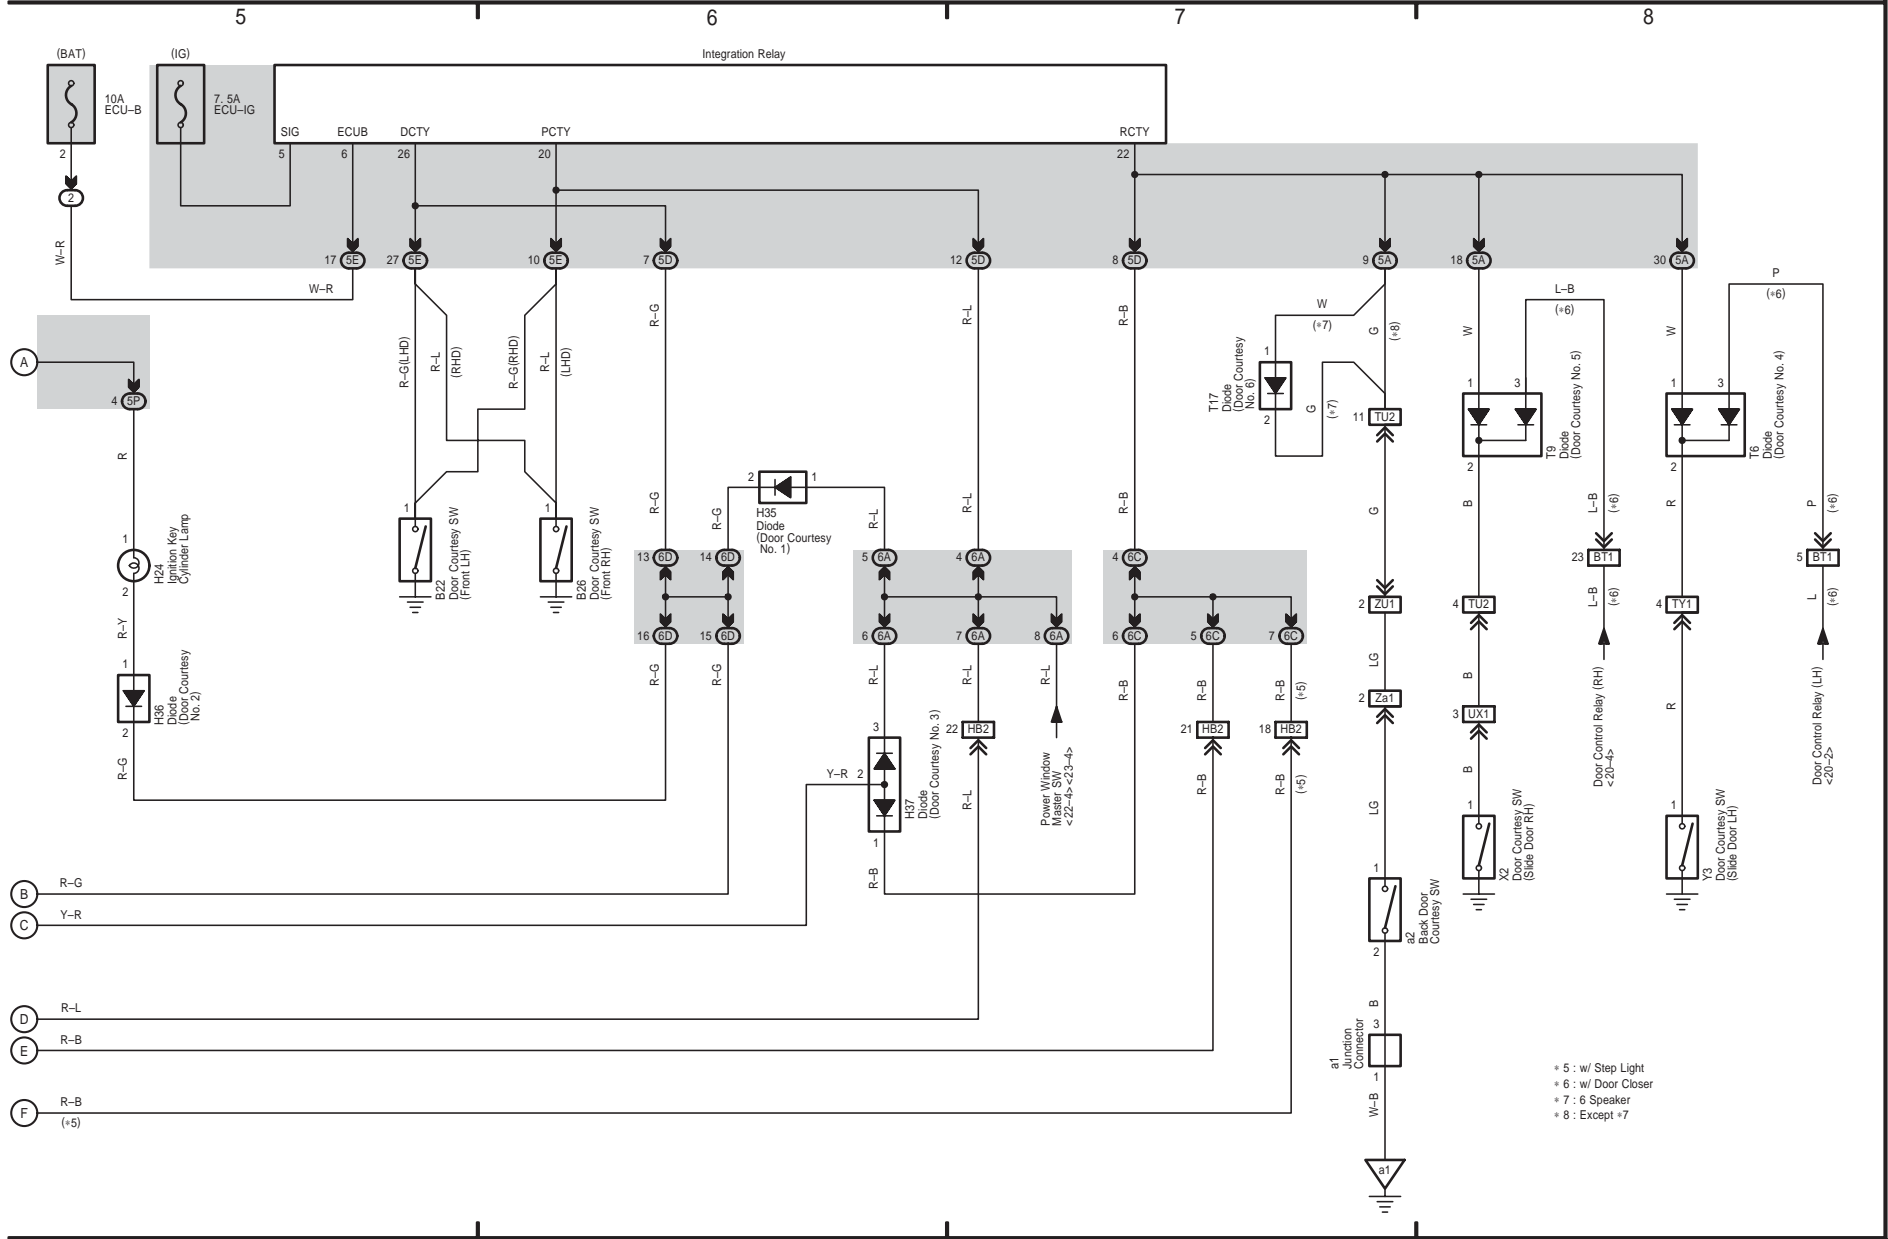 5
6
7
8
(BAT)
(IG)
Integration Relay
10A
ECU–B
7. 5A
ECU–IG
SIG
ECUB
DCTY
PCTY
RCTY
2
5
6
26
20
22
2
W–R
17 5E
27 5E
10 5E
7 5D
12 5D
8 5D
9 5A
18 5A
30 5A
W–R
P
(∗6)
L–B
(∗6)
W
(∗7)
G
(∗8)
R–G
R–L
R–B
W
W
A
4 5P
R–G(LHD)
R–L
(RHD)
R–G(RHD)
R–L
(LHD)
1
2
T17
Diode
(Door Courtesy
No. 6)
G
(∗7)
11 TU2
1
3
2
T9
Diode
(Door Courtesy No. 5)
1
3
2
T6
Diode
(Door Courtesy No. 4)
R
1
2
H24
Ignition Key
Cylinder Lamp
R–Y
1
2
H36
Diode
(Door Courtesy
No. 2)
R–G
1
B22
Door Courtesy SW
(Front LH)
1
B26
Door Courtesy SW
(Front RH)
R–G
R–G
2
1
H35
Diode
(Door Courtesy
No. 1)
R–L
R–L
R–B
G
B
L–B
(∗6)
R
P
(∗6)
13 6D
14 6D
5 6A
4 6A
4 6C
23 BT1
5 BT1
16 6D
15 6D
6 6A
7 6A
8 6A
6 6C
5 6C
7 6C
2 ZU1
4 TU2
L–B
(∗6)
4 TY1
L
(∗6)
R–G
R–G
R–L
R–L
R–L
R–B
R–B
R–B
(∗5)
LG
B
R
2 Za1
3 UX1
Door Control Relay (RH)
<20–4>
Door Control Relay (LH)
<20–2>
3
Y–R 2
1
H37
Diode
(Door Courtesy No. 3)
22 HB2
R–L
Power Window
Master SW
<22–4><23–4>
21 HB2
18 HB2
R–B
R–B
(∗5)
LG
B
1
X2
Door Courtesy SW
(Slide Door RH)
1
Y3
Door Courtesy SW
(Slide Door LH)
R–B
B
R–G
C
Y–R
1
2
a2
Back Door
Courtesy SW
B
D
R–L
E
R–B
3
1
a1
Junction
Connector
W–B
F
R–B
(∗5)
∗ 5 : w/ Step Light
∗ 6 : w/ Door Closer
∗ 7 : 6 Speaker
∗ 8 : Except ∗7
a1